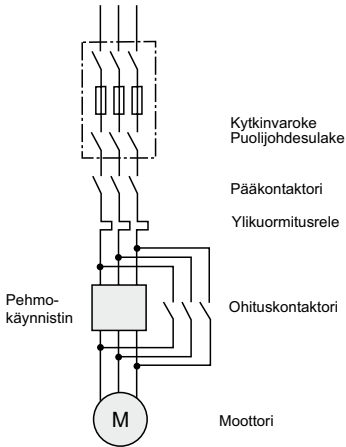 Kytkinvaroke
Puolijohdesulake
Pääkontaktori
Ylikuormitusrele
Pehmo-
käynnistin
Ohituskontaktori
M
Moottori